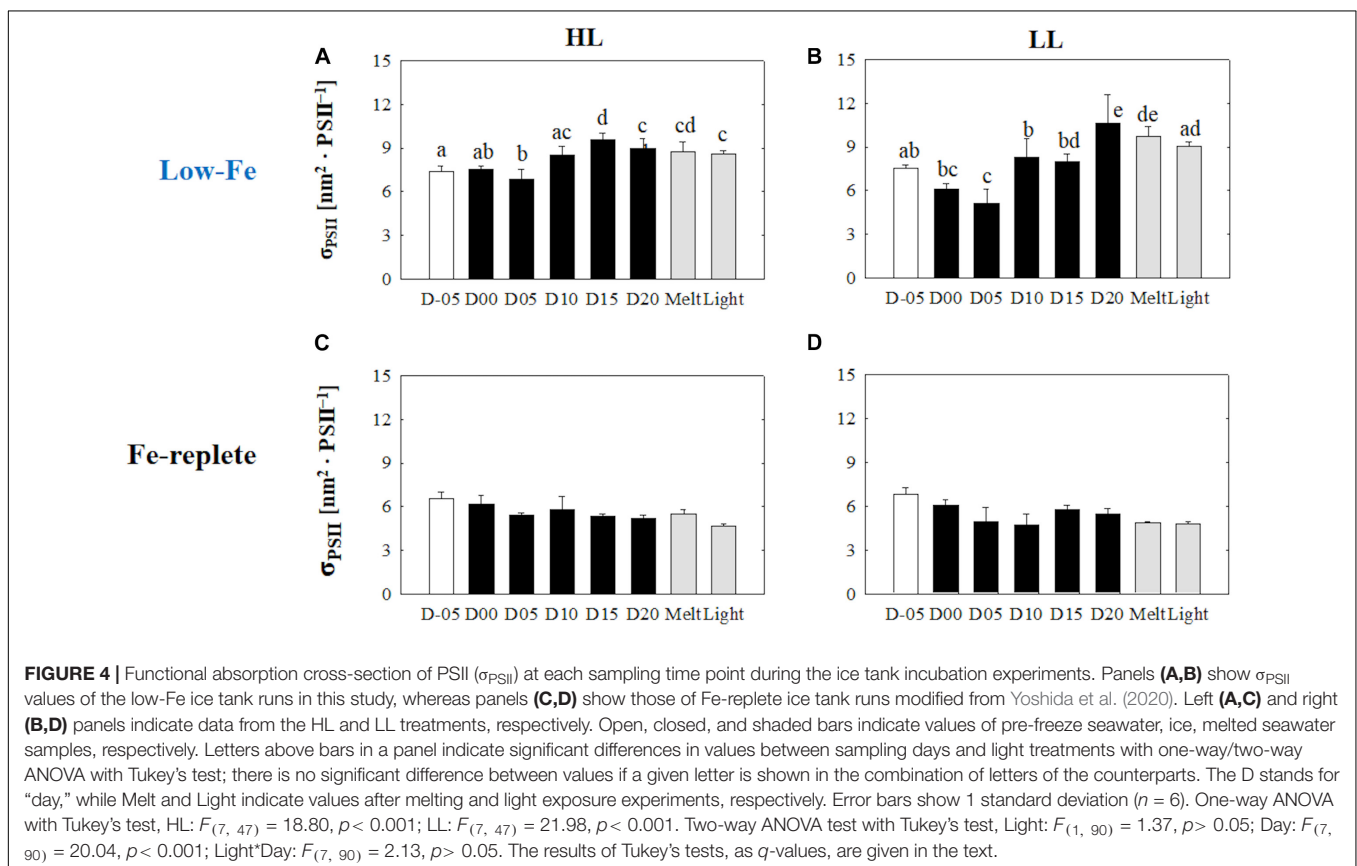 HL
LL
A
B
Low-Fe
σPSII [nm² · PSII⁻¹]
15
12
9
6
3
0
a
ab
b
ac
d
c
cd
c
D-05 D00 D05 D10 D15 D20 Melt Light
15
12
9
6
3
0
ab
bc
c
b
bd
e
de
ad
D-05 D00 D05 D10 D15 D20 Melt Light
C
D
Fe-replete
σPSII [nm² · PSII⁻¹]
15
12
9
6
3
0
D-05 D00 D05 D10 D15 D20 Melt Light
15
12
9
6
3
0
D-05 D00 D05 D10 D15 D20 Melt Light
FIGURE 4 | Functional absorption cross-section of PSII (σPSII) at each sampling time point during the ice tank incubation experiments. Panels (A,B) show σPSII
values of the low-Fe ice tank runs in this study, whereas panels (C,D) show those of Fe-replete ice tank runs modified from Yoshida et al. (2020). Left (A,C) and right
(B,D) panels indicate data from the HL and LL treatments, respectively. Open, closed, and shaded bars indicate values of pre-freeze seawater, ice, melted seawater
samples, respectively. Letters above bars in a panel indicate significant differences in values between sampling days and light treatments with one-way/two-way
ANOVA with Tukey's test; there is no significant difference between values if a given letter is shown in the combination of letters of the counterparts. The D stands for
"day," while Melt and Light indicate values after melting and light exposure experiments, respectively. Error bars show 1 standard deviation (n = 6). One-way ANOVA
with Tukey's test, HL: F(7, 47) = 18.80, p< 0.001; LL: F(7, 47) = 21.98, p< 0.001. Two-way ANOVA test with Tukey's test, Light: F(1, 90) = 1.37, p> 0.05; Day: F(7,
90) = 20.04, p< 0.001; Light*Day: F(7, 90) = 2.13, p> 0.05. The results of Tukey's tests, as q-values, are given in the text.